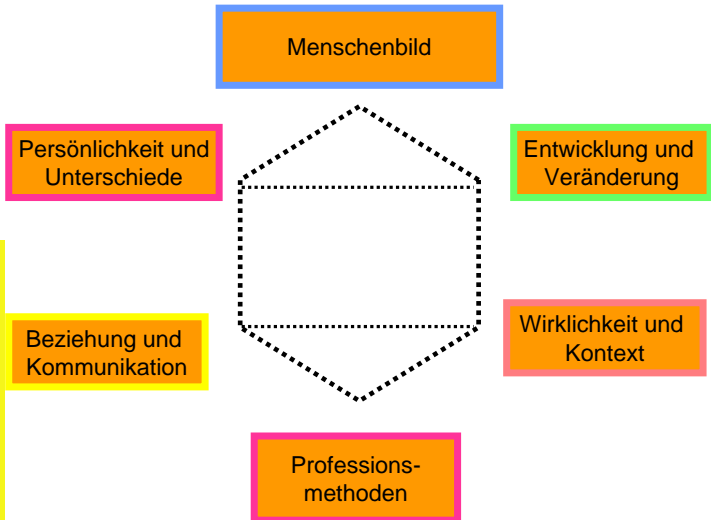 Menschenbild
Persönlichkeit und
Unterschiede
Entwicklung und
Veränderung
Beziehung und
Kommunikation
Wirklichkeit und
Kontext
Professions-
methoden